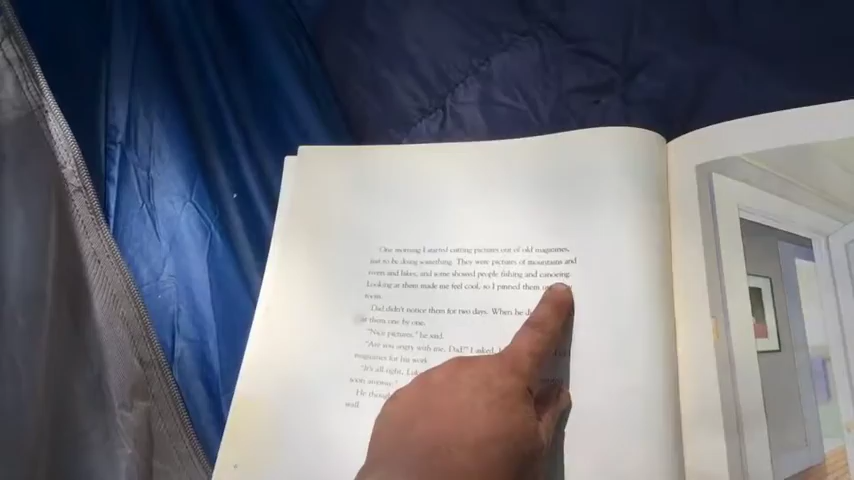 One morning I started cutting pictures out of old magazines,
just to be doing something. They were pictures of mountains and
rivers and lakes, and some showed people fishing and canoeing.
Looking at them made me feel cool, so I pinned them
room.
Dad didn't notice them for two days. When he
at them one by one.
"Nice pictures," he said.
"Are you angry with me, Dad?" I asked,
magazines for his work.
"It's all right,
soon anyway."
He
wall.